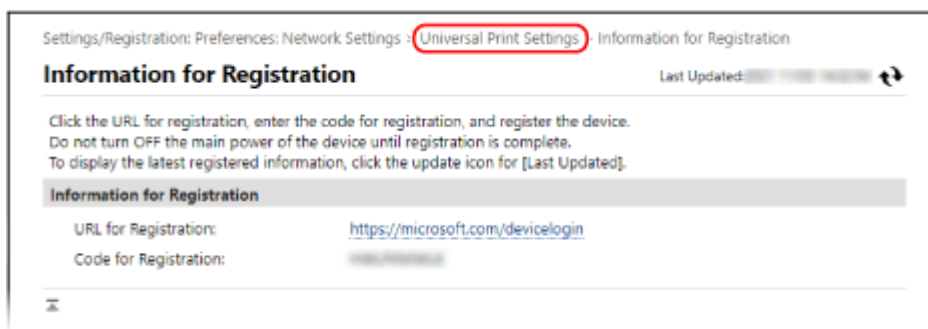 Settings/Registration: Preferences: Network Settings > Universal Print Settings > Information for Registration
Information for Registration
Last Updated:
Click the URL for registration, enter the code for registration, and register the device.
Do not turn OFF the main power of the device until registration is complete.
To display the latest registered information, click the update icon for [Last Updated].
Information for Registration
URL for Registration: https://microsoft.com/devicelogin
Code for Registration: